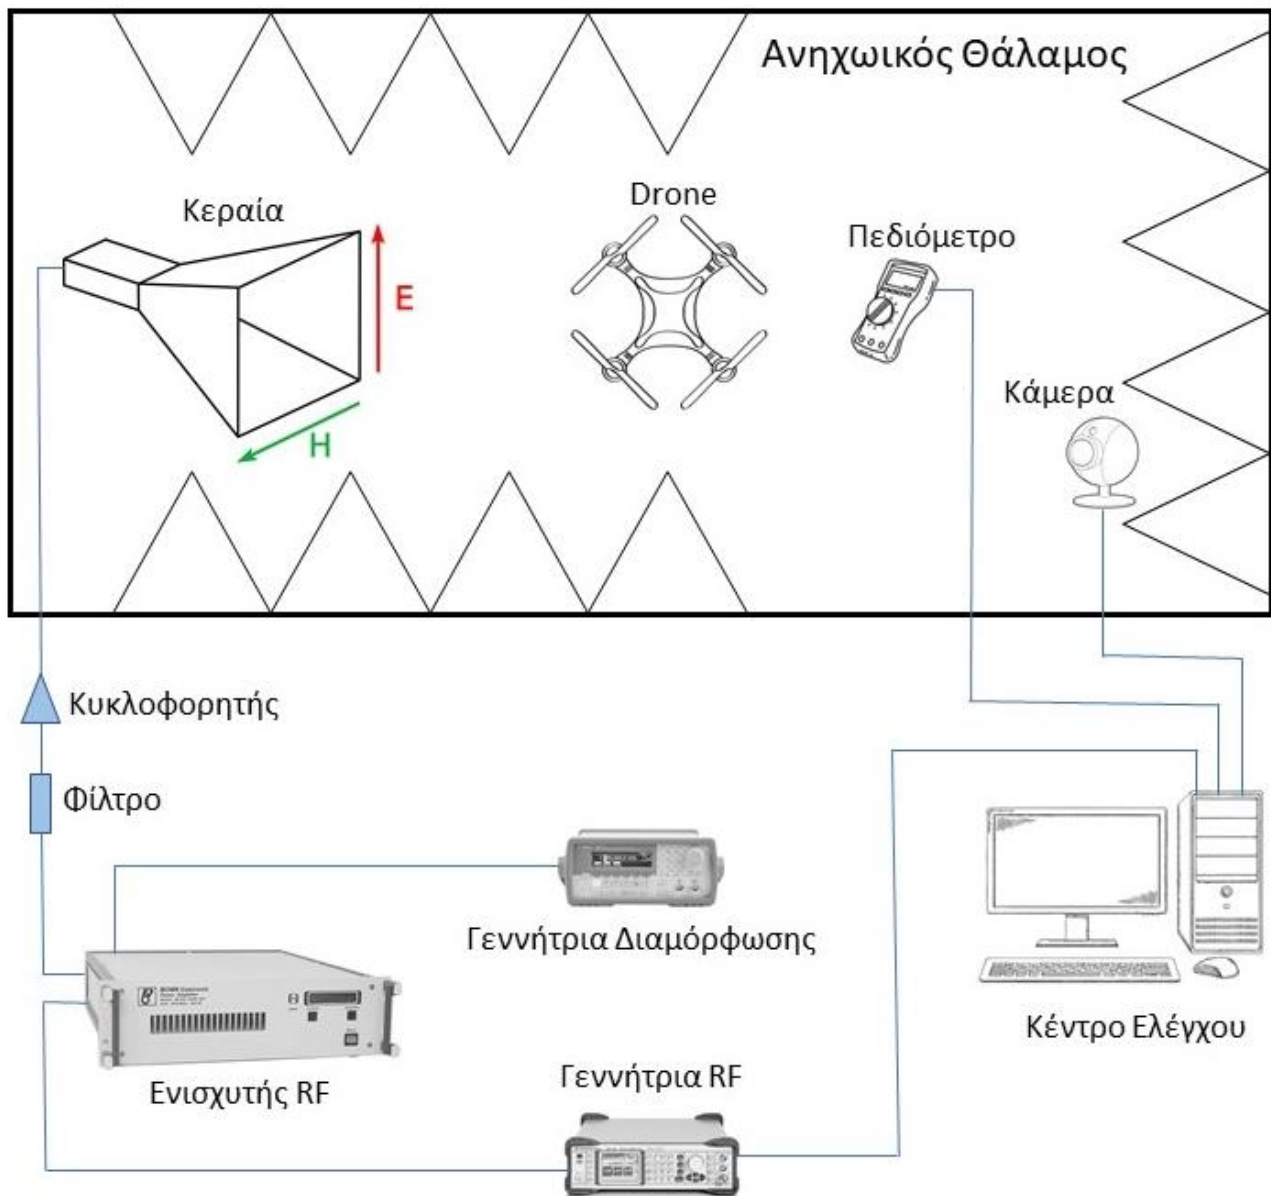 Ανηχωικός Θάλαμος
Κεραία
Drone
Πεδιόμετρο
E
H
Κάμερα
Κυκλοφορητής
Φίλτρο
Γεννήτρια Διαμόρφωσης
Κέντρο Ελέγχου
Ενισχυτής RF
Γεννήτρια RF